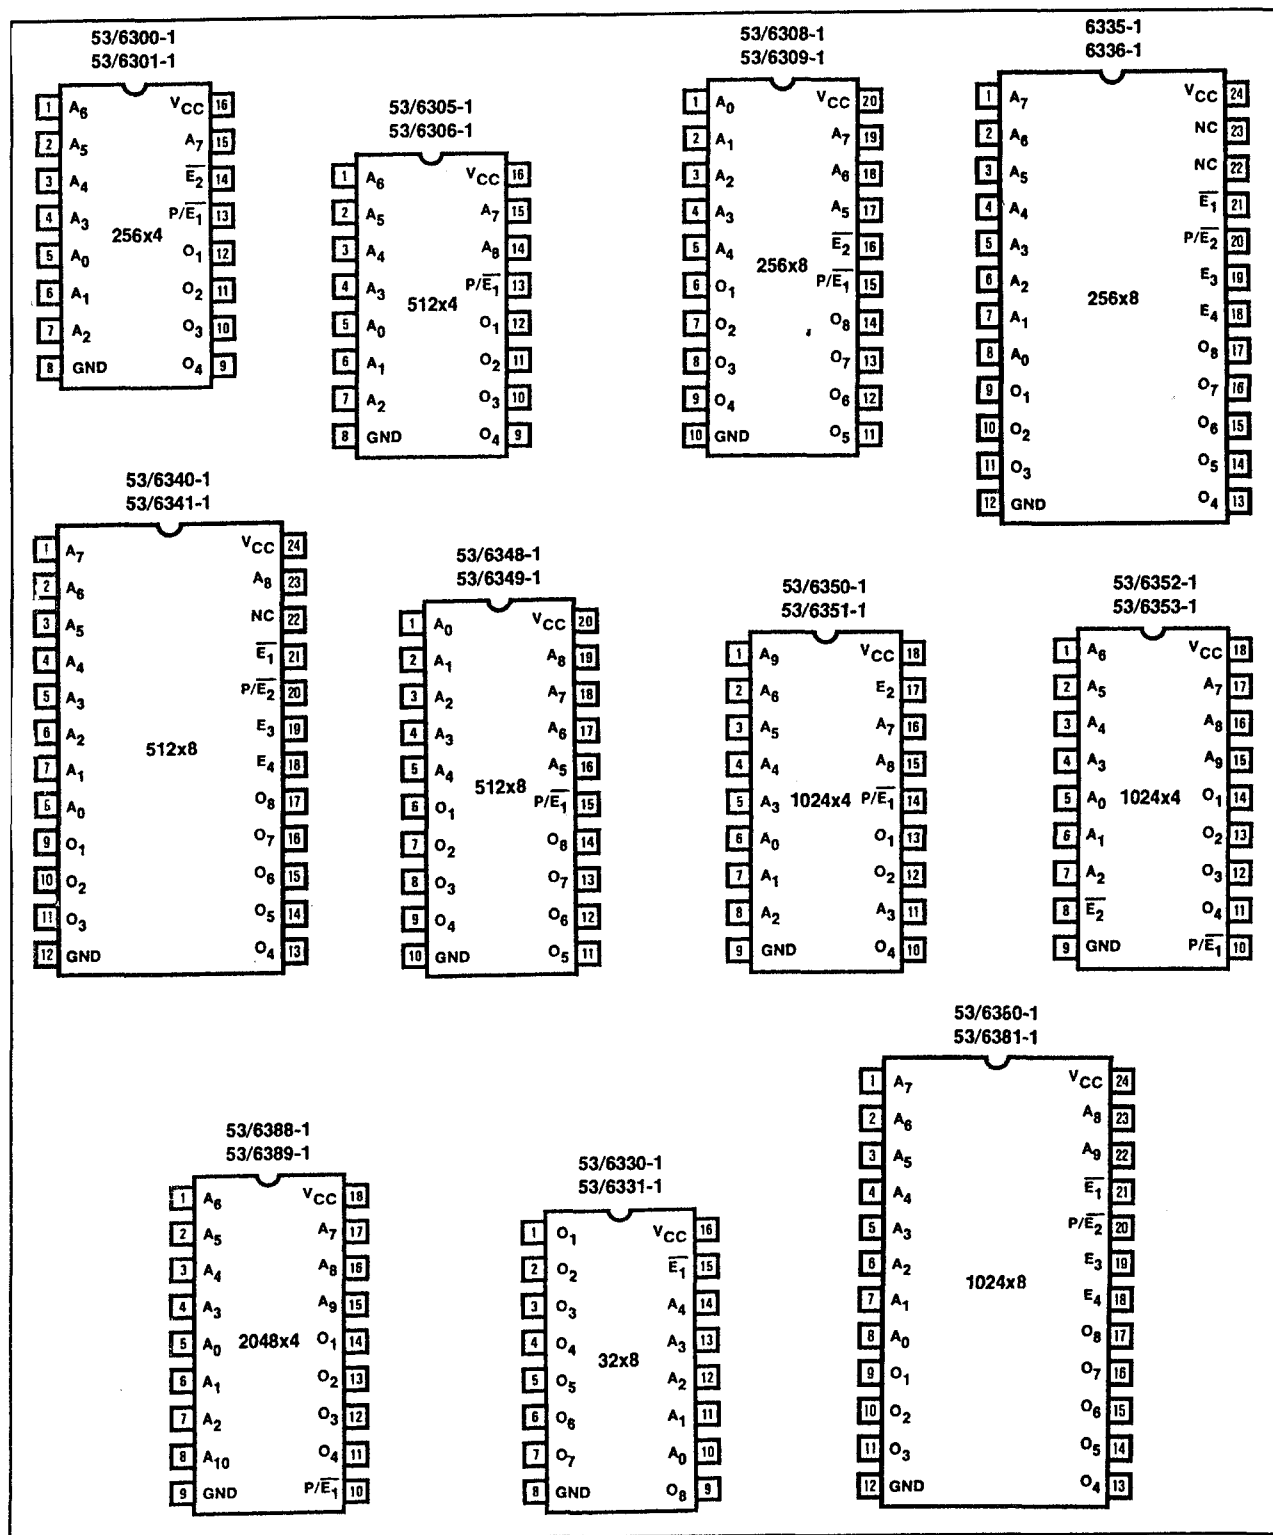 53/6300-1
53/6301-1
1 A6 VCC 16
2 A5 A7 15
3 A4 E̅2̅ 14
4 A3 P/E̅1̅ 13
256x4
5 A0 O1 12
6 A1 O2 11
7 A2 O3 10
8 GND O4 9
53/6305-1
53/6306-1
1 A6 VCC 16
2 A5 A7 15
3 A4 A8 14
4 A3 P/E̅1̅ 13
512x4
5 A0 O1 12
6 A1 O2 11
7 A2 O3 10
8 GND O4 9
53/6308-1
53/6309-1
1 A0 VCC 20
2 A1 A7 19
3 A2 A6 18
4 A3 A5 17
5 A4 E̅2̅ 16
256x8
6 O1 P/E̅1̅ 15
7 O2 O8 14
8 O3 O7 13
9 O4 O6 12
10 GND O5 11
6335-1
6336-1
1 A7 VCC 24
2 A6 NC 23
3 A5 NC 22
4 A4 E̅1̅ 21
5 A3 P/E̅2̅ 20
6 A2 E3 19
256x8
7 A1 E4 18
8 A0 O8 17
9 O1 O7 16
10 O2 O6 15
11 O3 O5 14
12 GND O4 13
53/6340-1
53/6341-1
1 A7 VCC 24
2 A6 A8 23
3 A5 NC 22
4 A4 E̅1̅ 21
5 A3 P/E̅2̅ 20
6 A2 E3 19
512x8
7 A1 E4 18
8 A0 O8 17
9 O1 O7 16
10 O2 O6 15
11 O3 O5 14
12 GND O4 13
53/6348-1
53/6349-1
1 A0 VCC 20
2 A1 A8 19
3 A2 A7 18
4 A3 A6 17
5 A4 A5 16
512x8
6 O1 P/E̅1̅ 15
7 O2 O8 14
8 O3 O7 13
9 O4 O6 12
10 GND O5 11
53/6350-1
53/6351-1
1 A9 VCC 18
2 A6 E2 17
3 A5 A7 16
4 A4 A8 15
5 A3 1024x4 P/E̅1̅ 14
6 A0 O1 13
7 A1 O2 12
8 A2 A3 11
9 GND O4 10
53/6352-1
53/6353-1
1 A6 VCC 18
2 A5 A7 17
3 A4 A8 16
4 A3 A9 15
5 A0 1024x4 O1 14
6 A1 O2 13
7 A2 O3 12
8 E̅2̅ O4 11
9 GND P/E̅1̅ 10
53/6388-1
53/6389-1
1 A6 VCC 18
2 A5 A7 17
3 A4 A8 16
4 A3 A9 15
5 A0 2048x4 O1 14
6 A1 O2 13
7 A2 O3 12
8 A10 O4 11
9 GND P/E̅1̅ 10
53/6330-1
53/6331-1
1 O1 VCC 16
2 O2 E̅1̅ 15
3 O3 A4 14
4 O4 A3 13
32x8
5 O5 A2 12
6 O6 A1 11
7 O7 A0 10
8 GND O8 9
53/6380-1
53/6381-1
1 A7 VCC 24
2 A6 A8 23
3 A5 A9 22
4 A4 E̅1̅ 21
5 A3 P/E̅2̅ 20
6 A2 E3 19
1024x8
7 A1 E4 18
8 A0 O8 17
9 O1 O7 16
10 O2 O6 15
11 O3 O5 14
12 GND O4 13